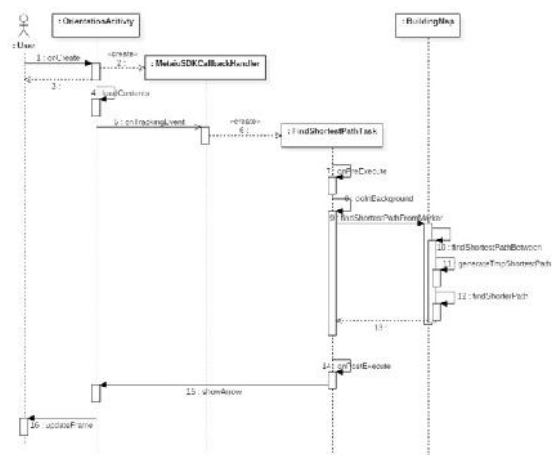 : OrientationActivity
: BuildingMap
: User
1 : onCreate
«create»
2 :
: MetaioSDKCallbackHandler
3 :
4 : loadContents
5 : onTrackingEvent
«create»
6 :
: FindShortestPathTask
7 : onPreExecute
8 : doInBackground
9 : findShortestPathFromMarker
10 : findShortestPathBetween
11 : generateTmpShortestPath
12 : findShorterPath
13 :
14 : onPostExecute
15 : showArrow
16 : updateFrame